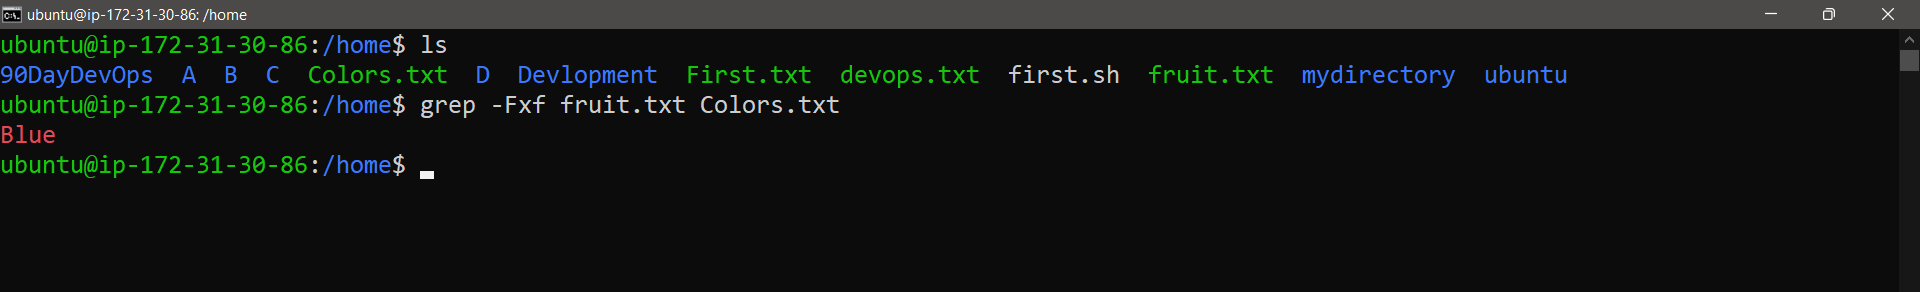 ubuntu@ip-172-31-30-86: /home
ubuntu@ip-172-31-30-86:/home$ ls
90DayDevOps  A  B  C  Colors.txt  D  Devlopment  First.txt  devops.txt  first.sh  fruit.txt  mydirectory  ubuntu
ubuntu@ip-172-31-30-86:/home$ grep -Fxf fruit.txt Colors.txt
Blue
ubuntu@ip-172-31-30-86:/home$